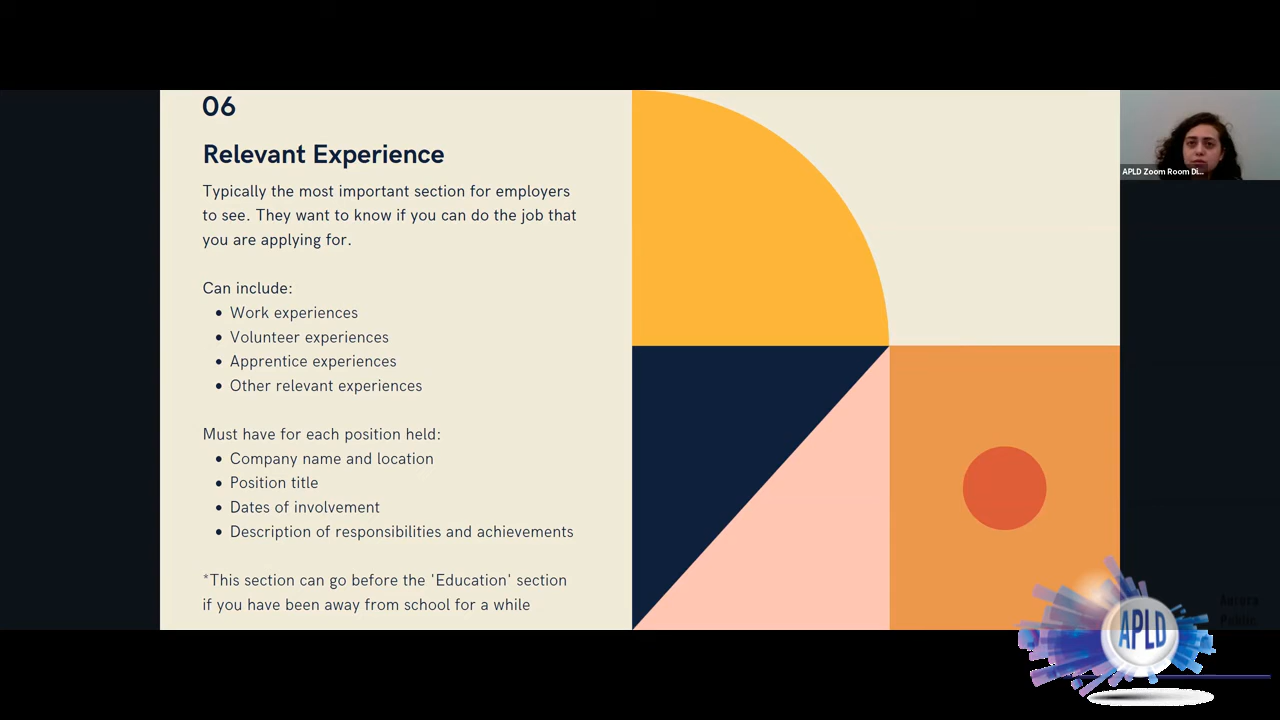 06
Relevant Experience
Typically the most important section for employers
to see. They want to know if you can do the job that
you are applying for.
Can include:
• Work experiences
• Volunteer experiences
• Apprentice experiences
• Other relevant experiences
Must have for each position held:
• Company name and location
• Position title
• Dates of involvement
• Description of responsibilities and achievements
*This section can go before the 'Education' section
if you have been away from school for a while
APLD Zoom Room Di...
APLD
Aurora
Public